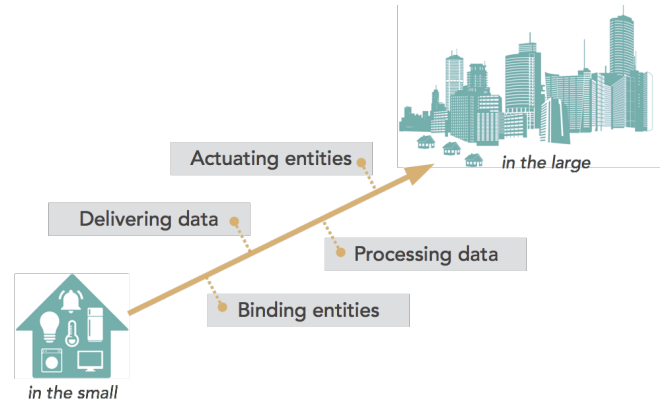 in the large
Actuating entities
Delivering data
Processing data
Binding entities
in the small